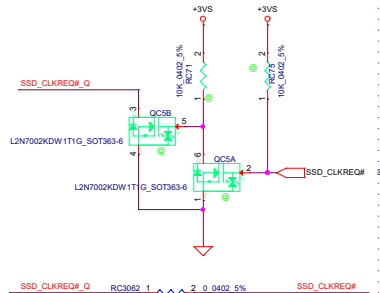 +3VS
+3VS
2
2
10K_0402_5%
RC71
@
10K_0402_5%
RC75
@
1
1
SSD_CLKREQ#_Q
3
QC5B
5
@
L2N7002KDW1T1G_SOT363-6
4
6
QC5A
2
SSD_CLKREQ#
L2N7002KDW1T1G_SOT363-6
@
1
SSD_CLKREQ#_Q
RC3062 1
2 0_0402_5%
SSD_CLKREQ#